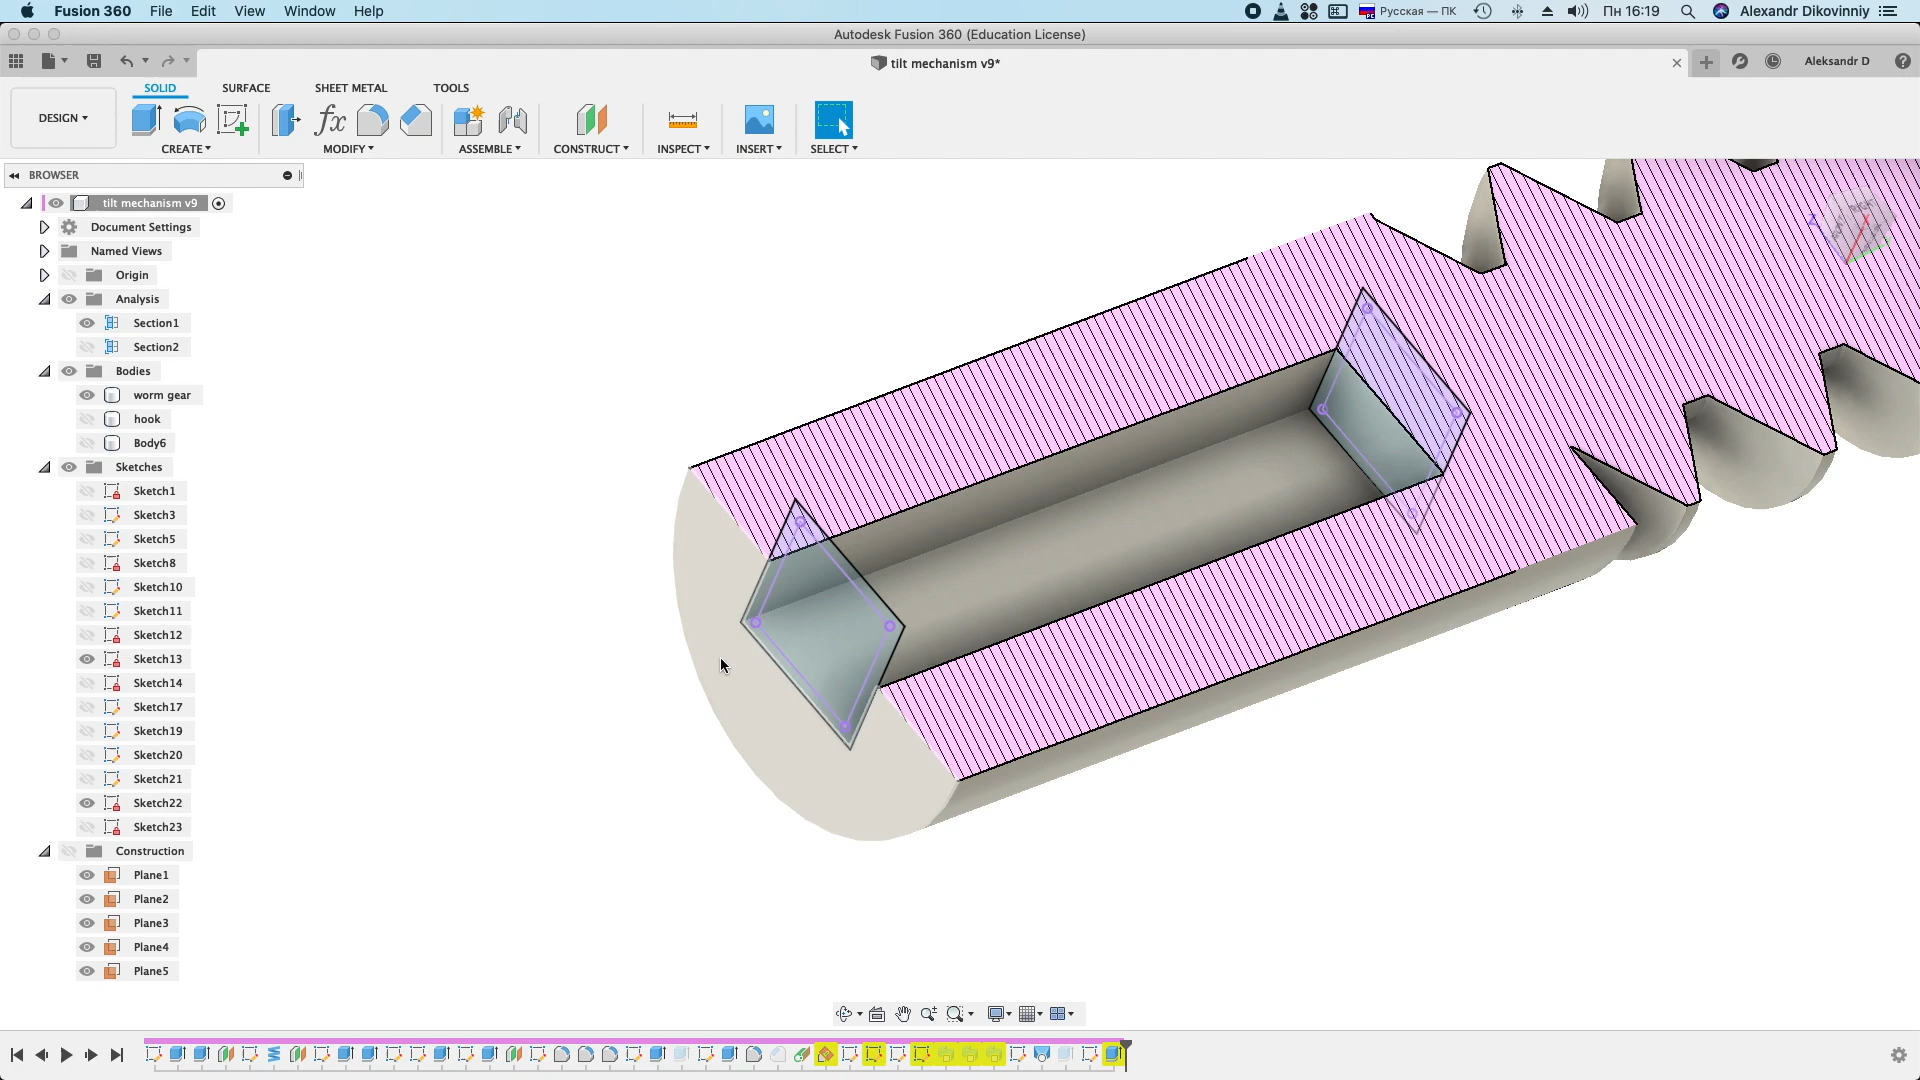 Fusion 360 File Edit View Window Help Русская — ПК Пн 16:19 Alexandr Dikovinniy
Autodesk Fusion 360 (Education License)
tilt mechanism v9* Aleksandr D
SOLID SURFACE SHEET METAL TOOLS
DESIGN
CREATE MODIFY ASSEMBLE CONSTRUCT INSPECT INSERT SELECT
BROWSER
tilt mechanism v9
Document Settings
Named Views
Origin
Analysis
Section1
Section2
Bodies
worm gear
hook
Body6
Sketches
Sketch1
Sketch3
Sketch5
Sketch8
Sketch10
Sketch11
Sketch12
Sketch13
Sketch14
Sketch17
Sketch19
Sketch20
Sketch21
Sketch22
Sketch23
Construction
Plane1
Plane2
Plane3
Plane4
Plane5
Z
X
RIGHT